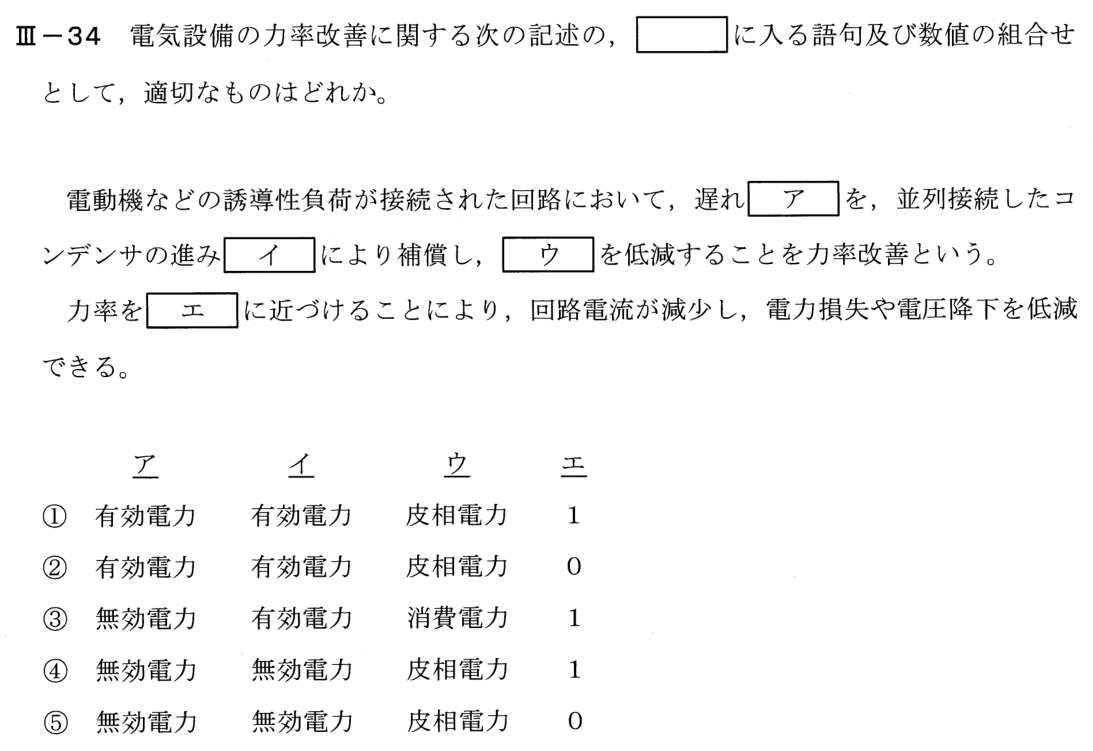 Ⅲ－34　電気設備の力率改善に関する次の記述の，　　　に入る語句及び数値の組合せ
として，適切なものはどれか。
電動機などの誘導性負荷が接続された回路において，遅れ ア を，並列接続したコ
ンデンサの進み イ により補償し， ウ を低減することを力率改善という。
力率を エ に近づけることにより，回路電流が減少し，電力損失や電圧降下を低減
できる。
ア　イ　ウ　エ
①　有効電力　有効電力　皮相電力　1
②　有効電力　有効電力　皮相電力　0
③　無効電力　有効電力　消費電力　1
④　無効電力　無効電力　皮相電力　1
⑤　無効電力　無効電力　皮相電力　0